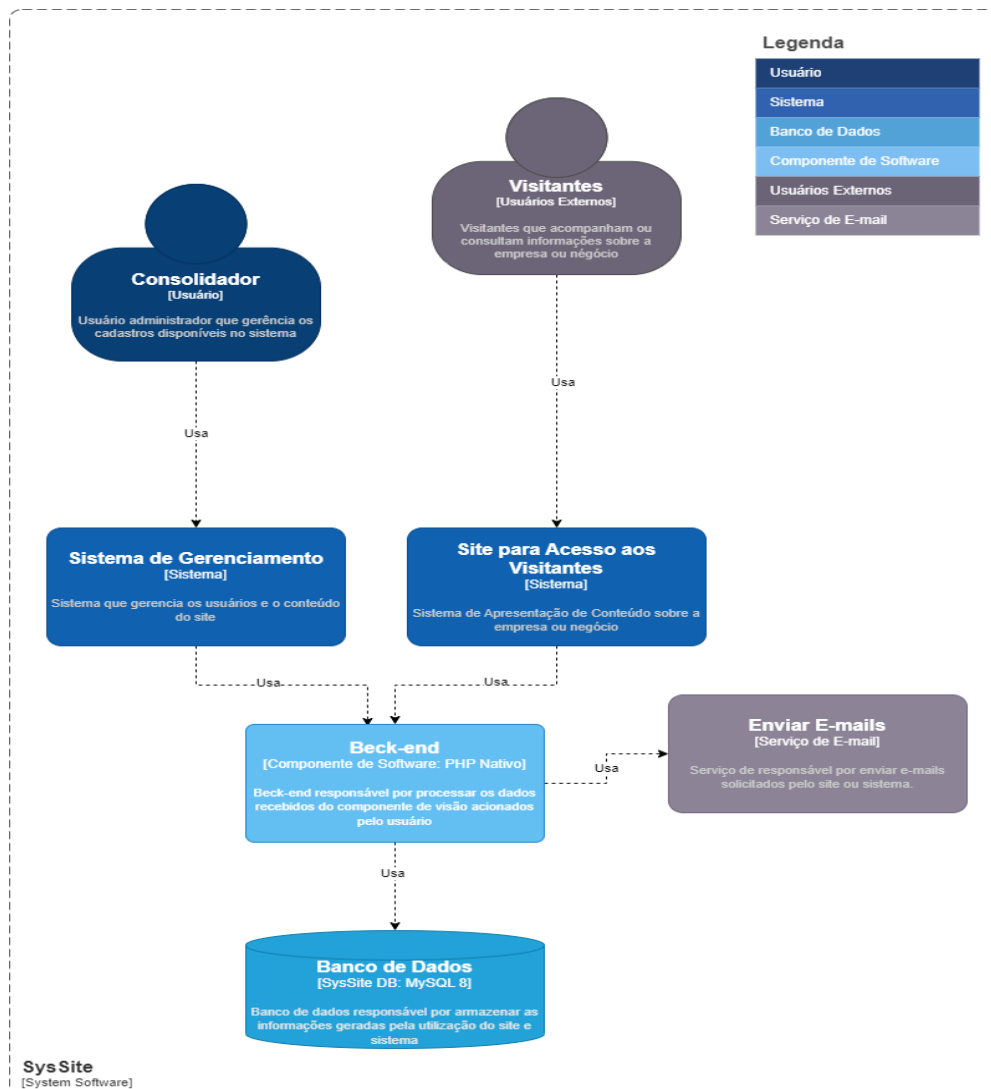 Legenda
Usuário
Sistema
Banco de Dados
Componente de Software
Usuários Externos
Serviço de E-mail
Visitantes
[Usuários Externos]
Visitantes que acompanham ou
consultam informações sobre a
empresa ou négócio
Consolidador
[Usuário]
Usuário administrador que gerência os
cadastros disponíveis no sistema
Usa
Usa
Sistema de Gerenciamento
[Sistema]
Sistema que gerencia os usuários e o conteúdo
do site
Site para Acesso aos
Visitantes
[Sistema]
Sistema de Apresentação de Conteúdo sobre a
empresa ou negócio
Usa
Usa
Beck-end
[Componente de Software: PHP Nativo]
Beck-end responsável por processar os dados
recebidos do componente de visão acionados
pelo usuário
Usa
Enviar E-mails
[Serviço de E-mail]
Serviço de responsável por enviar e-mails
solicitados pelo site ou sistema.
Usa
Banco de Dados
[SysSite DB: MySQL 8]
Banco de dados responsável por armazenar as
informações geradas pela utilização do site e
sistema
SysSite
[System Software]